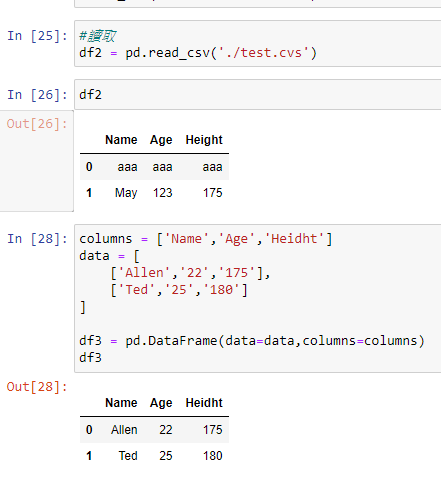 In [25]: #讀取
df2 = pd.read_csv('./test.cvs')
In [26]: df2
Out[26]:
Name Age Height
0 aaa aaa aaa
1 May 123 175
In [28]: columns = ['Name','Age','Heidht']
data = [
['Allen','22','175'],
['Ted','25','180']
]
df3 = pd.DataFrame(data=data,columns=columns)
df3
Out[28]:
Name Age Heidht
0 Allen 22 175
1 Ted 25 180